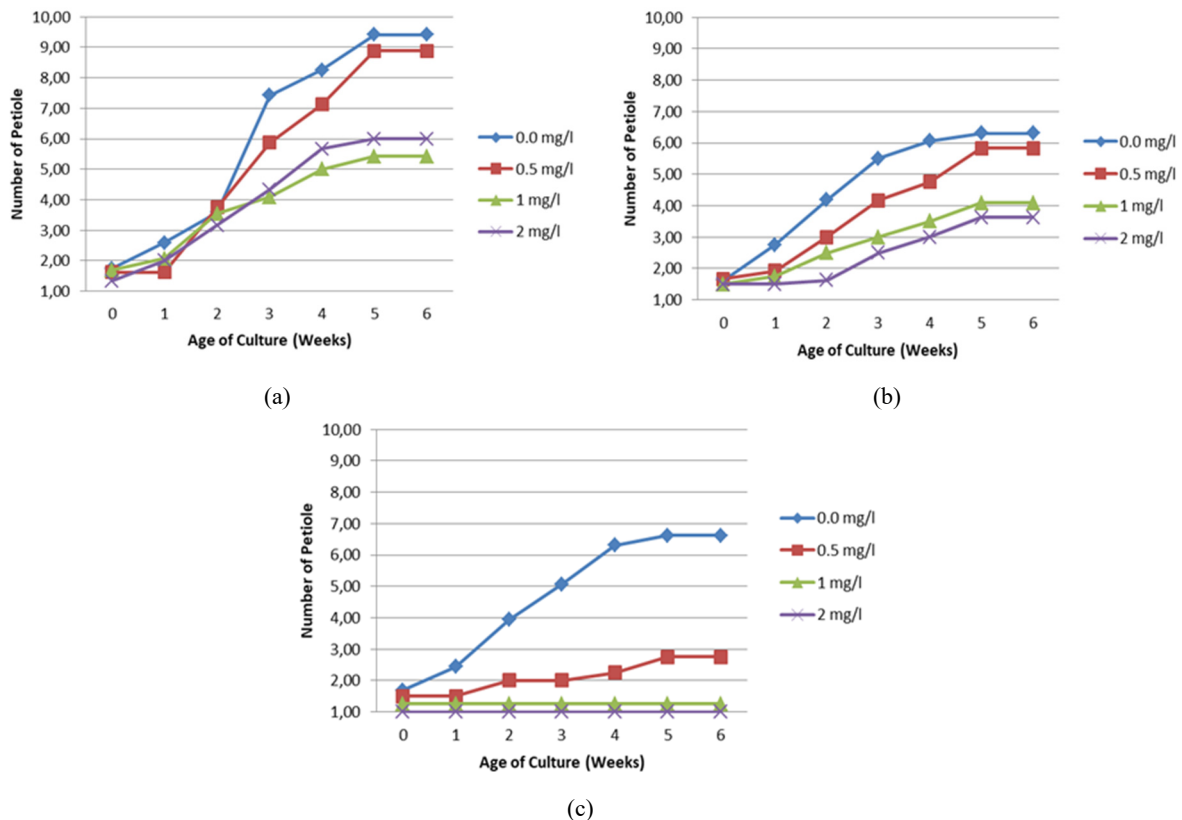 10,00
9,00
8,00
7,00
6,00
5,00
4,00
3,00
2,00
1,00
Number of Petiole
0 1 2 3 4 5 6
Age of Culture (Weeks)
0.0 mg/l
0.5 mg/l
1 mg/l
2 mg/l
(a)
10,00
9,00
8,00
7,00
6,00
5,00
4,00
3,00
2,00
1,00
Number of Petiole
0 1 2 3 4 5 6
Age of Culture (Weeks)
0.0 mg/l
0.5 mg/l
1 mg/l
2 mg/l
(b)
10,00
9,00
8,00
7,00
6,00
5,00
4,00
3,00
2,00
1,00
Number of Petiole
0 1 2 3 4 5 6
Age of Culture (Weeks)
0.0 mg/l
0.5 mg/l
1 mg/l
2 mg/l
(c)